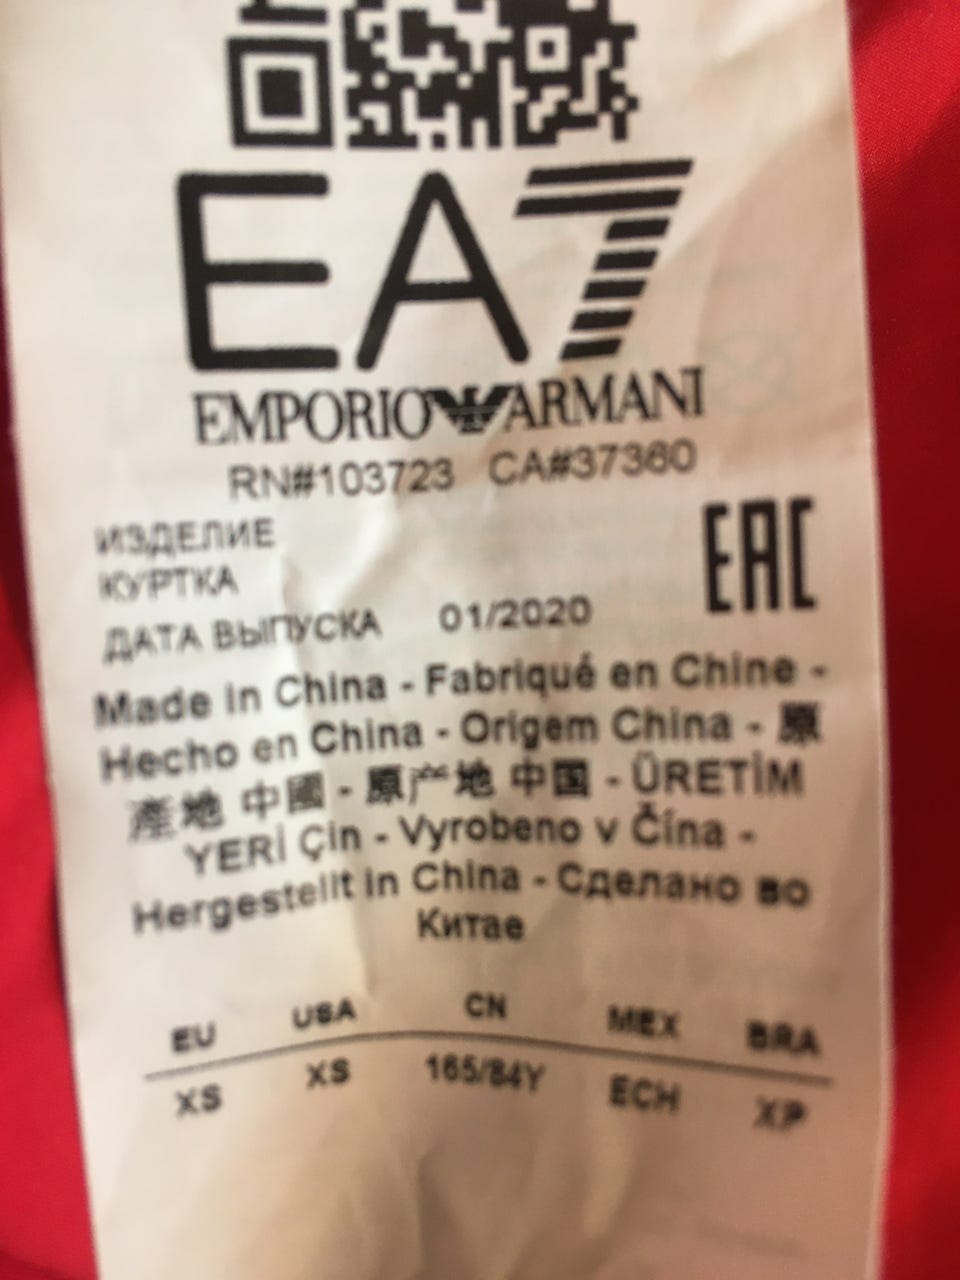 EA7
EMPORIO ARMANI
RN#103723 CA#37360
ИЗДЕЛИЕ
КУРТКА
EAC
ДАТА ВЫПУСКА 01/2020
Made in China - Fabriqué en Chine -
Hecho en China - Origem China - 原
產地 中國 - 原产地 中国 - ÜRETİM
YERİ Çin - Vyrobeno v Čína -
Hergestellt in China - Сделано во
Китае
EU USA CN MEX BRA
XS XS 165/84Y ECH XP